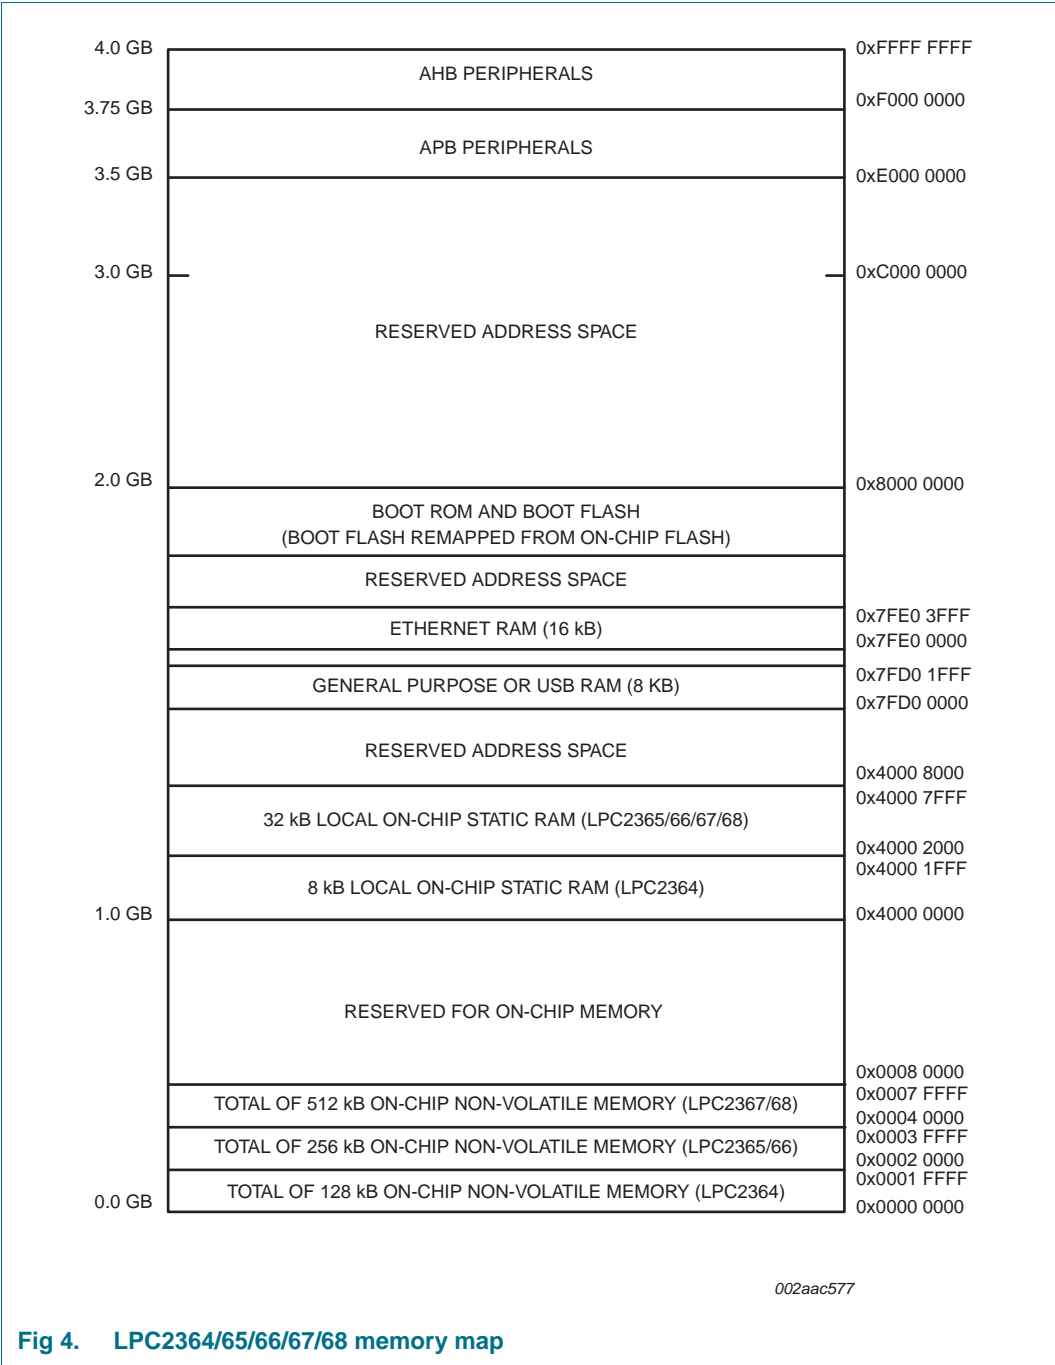 4.0 GB 0xFFFF FFFF
AHB PERIPHERALS
3.75 GB 0xF000 0000
APB PERIPHERALS
3.5 GB 0xE000 0000
3.0 GB 0xC000 0000
RESERVED ADDRESS SPACE
2.0 GB 0x8000 0000
BOOT ROM AND BOOT FLASH
(BOOT FLASH REMAPPED FROM ON-CHIP FLASH)
RESERVED ADDRESS SPACE
0x7FE0 3FFF
ETHERNET RAM (16 kB)
0x7FE0 0000
0x7FD0 1FFF
GENERAL PURPOSE OR USB RAM (8 KB)
0x7FD0 0000
RESERVED ADDRESS SPACE
0x4000 8000
0x4000 7FFF
32 kB LOCAL ON-CHIP STATIC RAM (LPC2365/66/67/68)
0x4000 2000
0x4000 1FFF
8 kB LOCAL ON-CHIP STATIC RAM (LPC2364)
1.0 GB 0x4000 0000
RESERVED FOR ON-CHIP MEMORY
0x0008 0000
0x0007 FFFF
TOTAL OF 512 kB ON-CHIP NON-VOLATILE MEMORY (LPC2367/68)
0x0004 0000
0x0003 FFFF
TOTAL OF 256 kB ON-CHIP NON-VOLATILE MEMORY (LPC2365/66)
0x0002 0000
0x0001 FFFF
TOTAL OF 128 kB ON-CHIP NON-VOLATILE MEMORY (LPC2364)
0.0 GB 0x0000 0000
002aac577
Fig 4. LPC2364/65/66/67/68 memory map